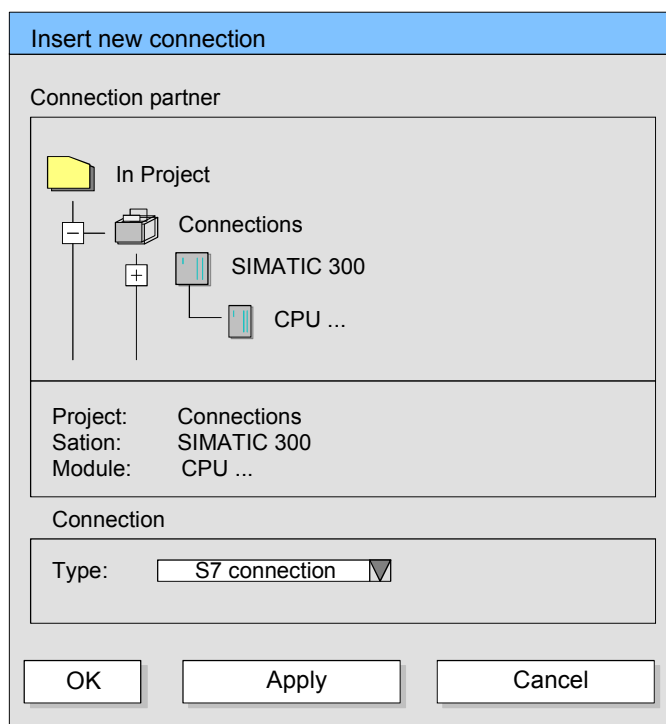 Insert new connection
Connection partner
In Project
Connections
SIMATIC 300
CPU ...
Project: Connections
Sation: SIMATIC 300
Module: CPU ...
Connection
Type: S7 connection
OK Apply Cancel